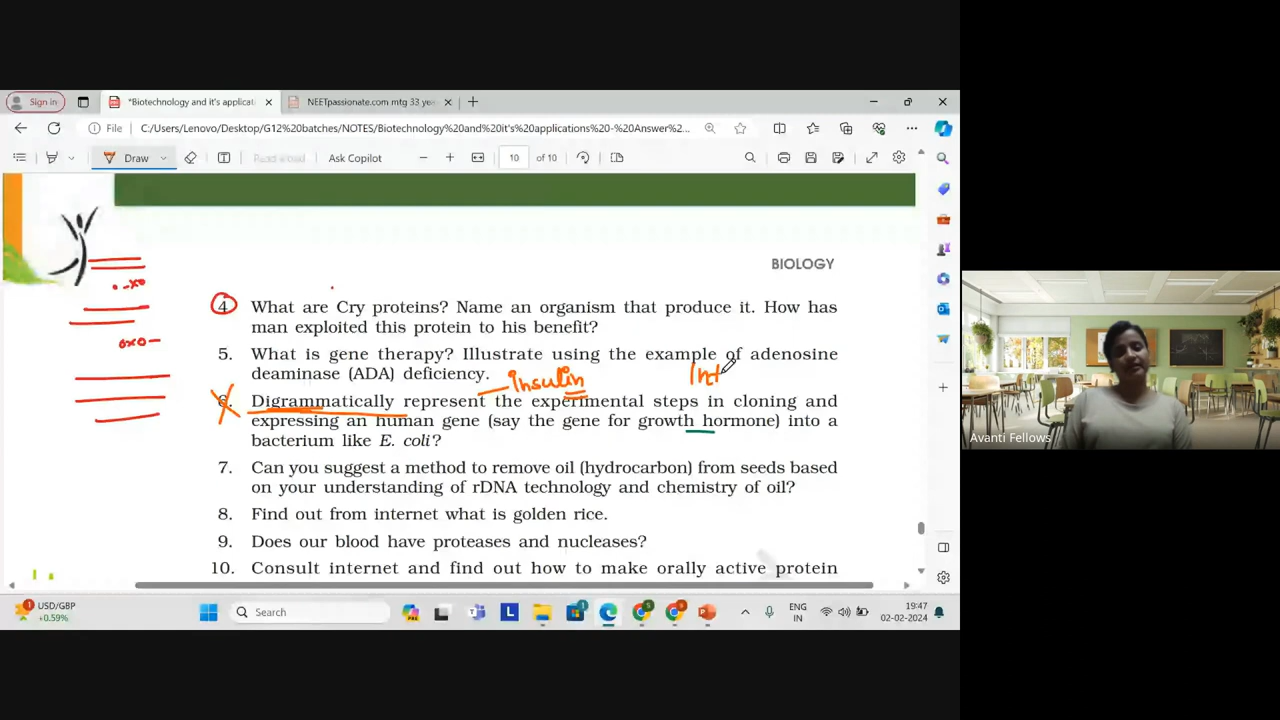 Sign in
*Biotechnology and it's applicati
NEETpassionate.com mtg 33 ye
File
C:/Users/Lenovo/Desktop/G12%20batches/NOTES/Biotechnology%20and%20it's%20applications%20-%20Answer%2...
Draw
Read aloud
Ask Copilot
10
of 10
BIOLOGY
4 What are Cry proteins? Name an organism that produce it. How has
man exploited this protein to his benefit?
5. What is gene therapy? Illustrate using the example of adenosine
deaminase (ADA) deficiency.
insulin
Int
6. Digrammatically represent the experimental steps in cloning and
expressing an human gene (say the gene for growth hormone) into a
bacterium like E. coli?
7. Can you suggest a method to remove oil (hydrocarbon) from seeds based
on your understanding of rDNA technology and chemistry of oil?
8. Find out from internet what is golden rice.
9. Does our blood have proteases and nucleases?
10. Consult internet and find out how to make orally active protein
Avanti Fellows
1
USD/GBP
+0.59%
Search
PRE
L
ENG
IN
19:47
02-02-2024